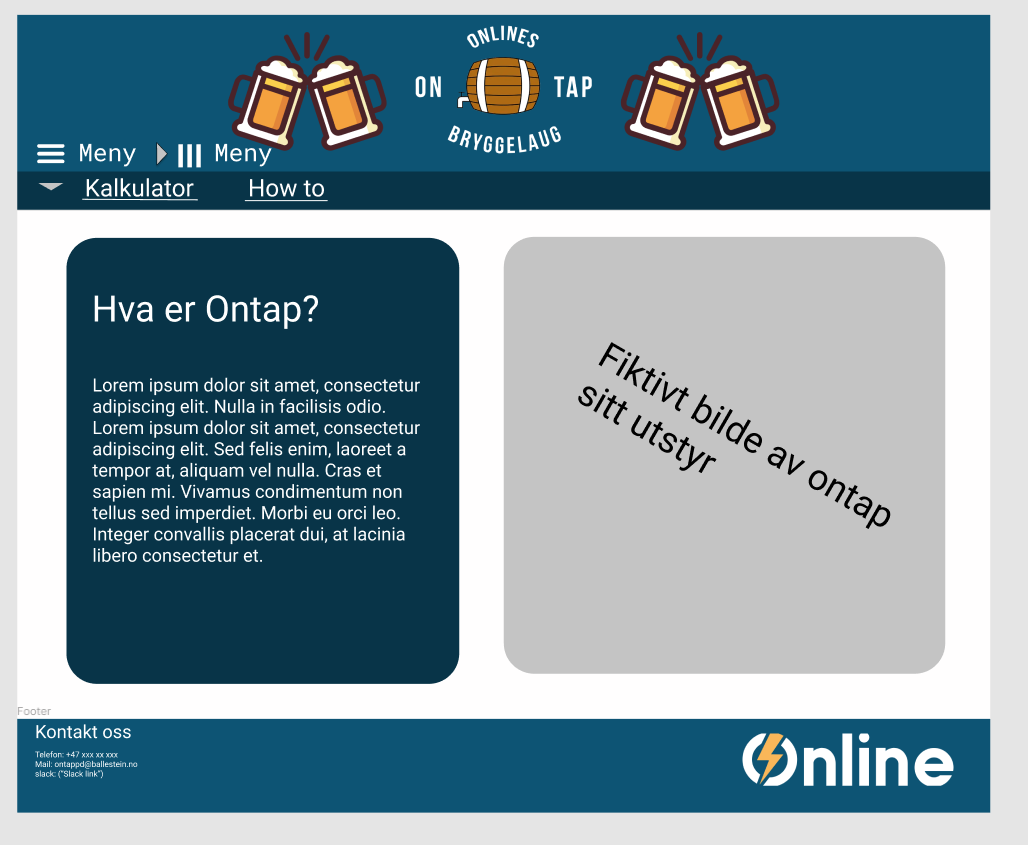 ONLINES
ON TAP
BRYGGELAUG
Meny Meny
Kalkulator How to
Hva er Ontap?
Lorem ipsum dolor sit amet, consectetur
adipiscing elit. Nulla in facilisis odio.
Lorem ipsum dolor sit amet, consectetur
adipiscing elit. Sed felis enim, laoreet a
tempor at, aliquam vel nulla. Cras et
sapien mi. Vivamus condimentum non
tellus sed imperdiet. Morbi eu orci leo.
Integer convallis placerat dui, at lacinia
libero consectetur et.
Fiktivt bilde av ontap
sitt utstyr
Footer
Kontakt oss
Telefon: +47 xxx xx xxx
Mail: ontappd@ballestein.no
slack: ("Slack link")
Online